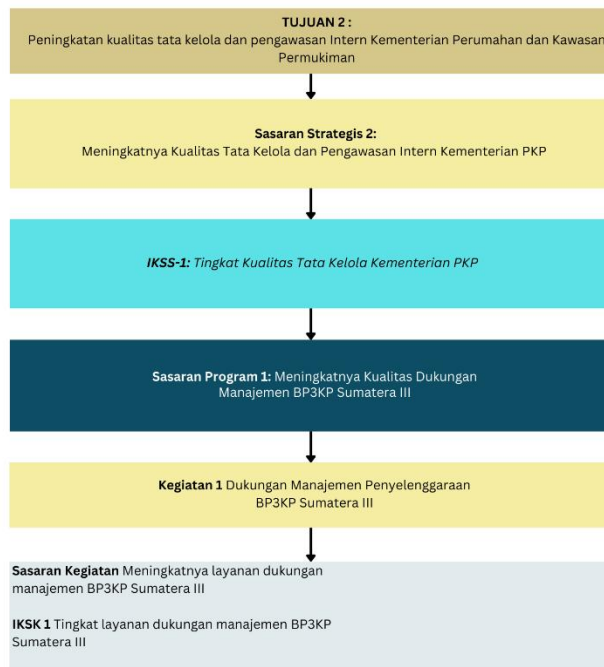 TUJUAN 2 :
Peningkatan kualitas tata kelola dan pengawasan Intern Kementerian Perumahan dan Kawasan
Permukiman
Sasaran Strategis 2:
Meningkatnya Kualitas Tata Kelola dan Pengawasan Intern Kementerian PKP
IKSS-1: Tingkat Kualitas Tata Kelola Kementerian PKP
Sasaran Program 1: Meningkatnya Kualitas Dukungan
Manajemen BP3KP Sumatera III
Kegiatan 1 Dukungan Manajemen Penyelenggaraan
BP3KP Sumatera III
Sasaran Kegiatan Meningkatnya layanan dukungan
manajemen BP3KP Sumatera III
IKSK 1 Tingkat layanan dukungan manajemen BP3KP
Sumatera III